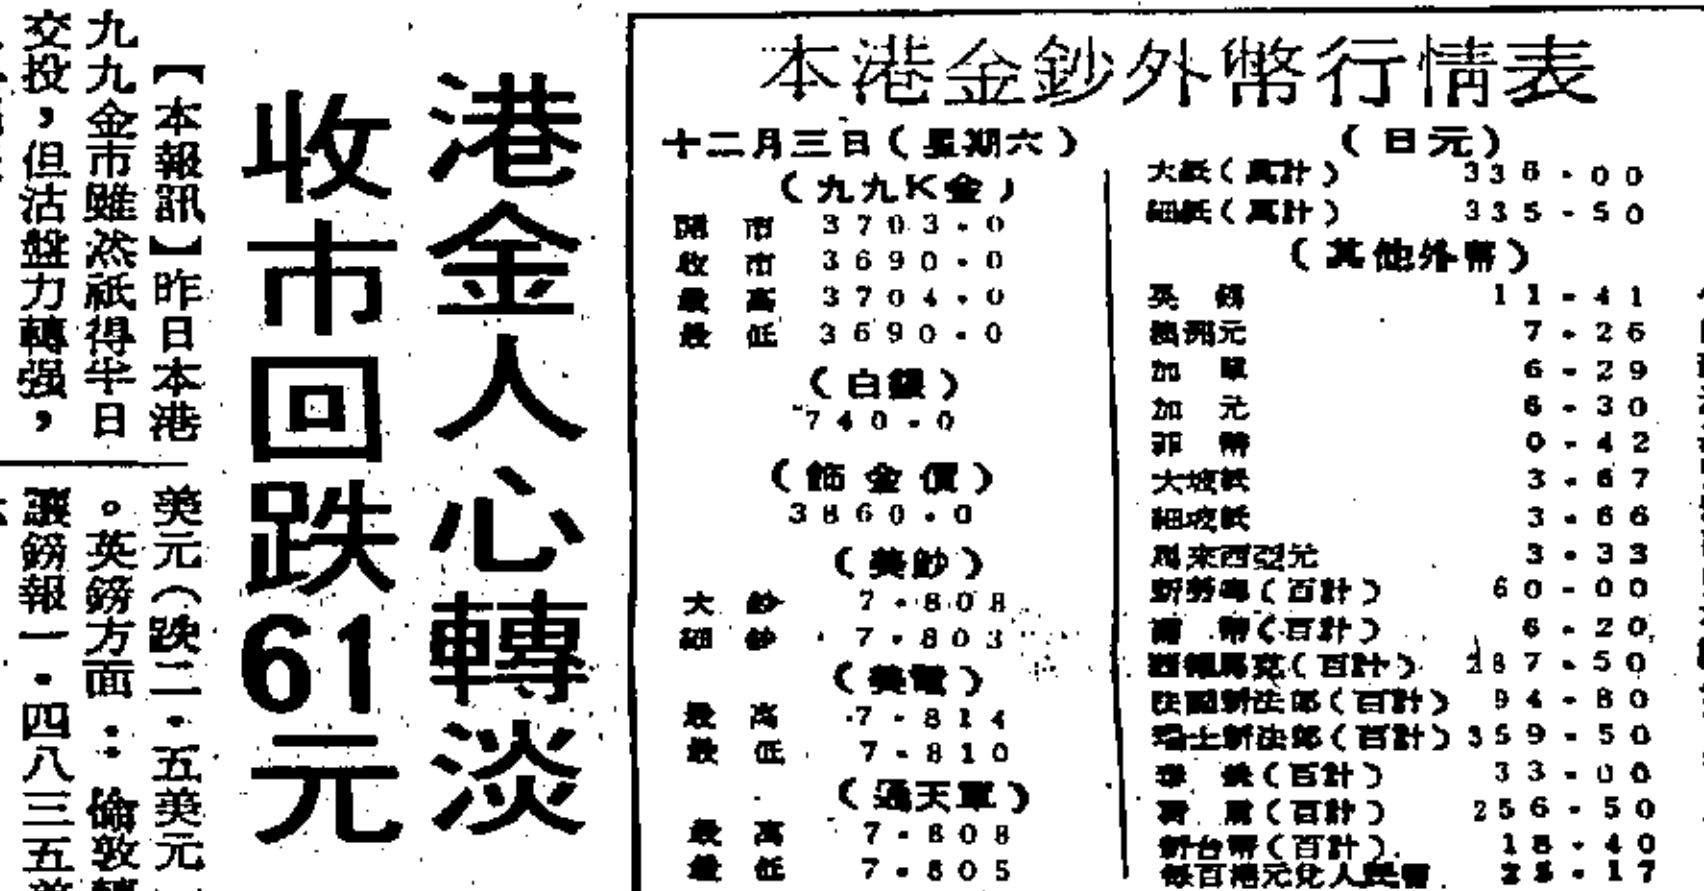 港金人心轉淡
收市回跌61元
【本報訊】昨日本港
九九金市雖然祇得半日
交投，但沽盤力轉强，
美元（跌二．五美元
。英鎊方面：倫敦轉
讓鎊報一．四八三五美
本港金鈔外幣行情表
十二月三日（星期六）
（九九K金）
開市 3703.0
收市 3690.0
最高 3704.0
最低 3690.0
（白銀）
740.0
（飾金價）
3860.0
（美鈔）
大鈔 7.808
細鈔 7.803
（美電）
最高 7.814
最低 7.810
（通天單）
最高 7.808
最低 7.805
（日元）
大紙（萬計） 336.00
細紙（萬計） 335.50
（其他外幣）
英鎊 11.41
澳洲元 7.26
加單 6.29
加元 6.30
菲幣 0.42
大坡紙 3.67
細坡紙 3.66
馬來西亞元 3.33
新勞專（百計） 60.00
幣（百計） 6.20
西德馬克（百計） 287.50
法國新法郎（百計） 94.80
瑞士新法郎（百計） 359.50
泰銖（百計） 33.00
荷盾（百計） 256.50
新台幣（百計） 18.40
每百港元兌人民幣 25.17